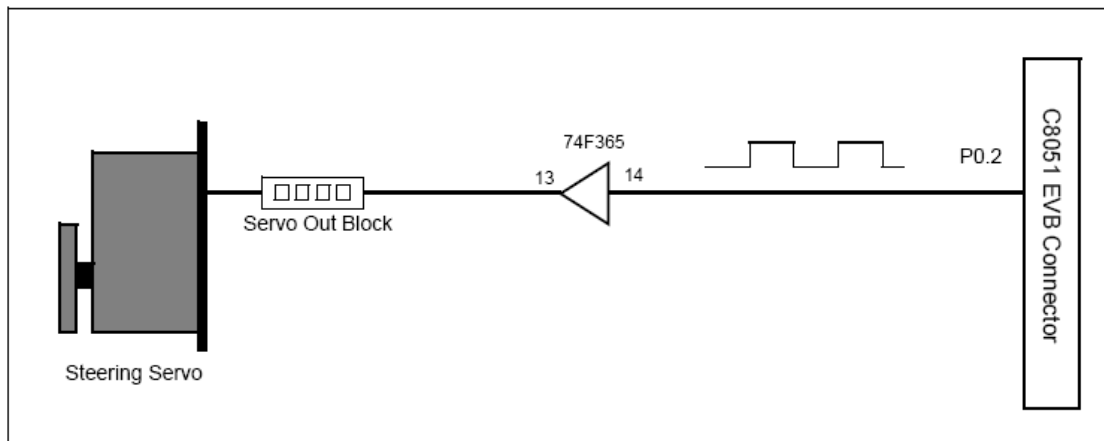 74F365
13
14
P0.2
C8051 EVB Connector
Servo Out Block
Steering Servo